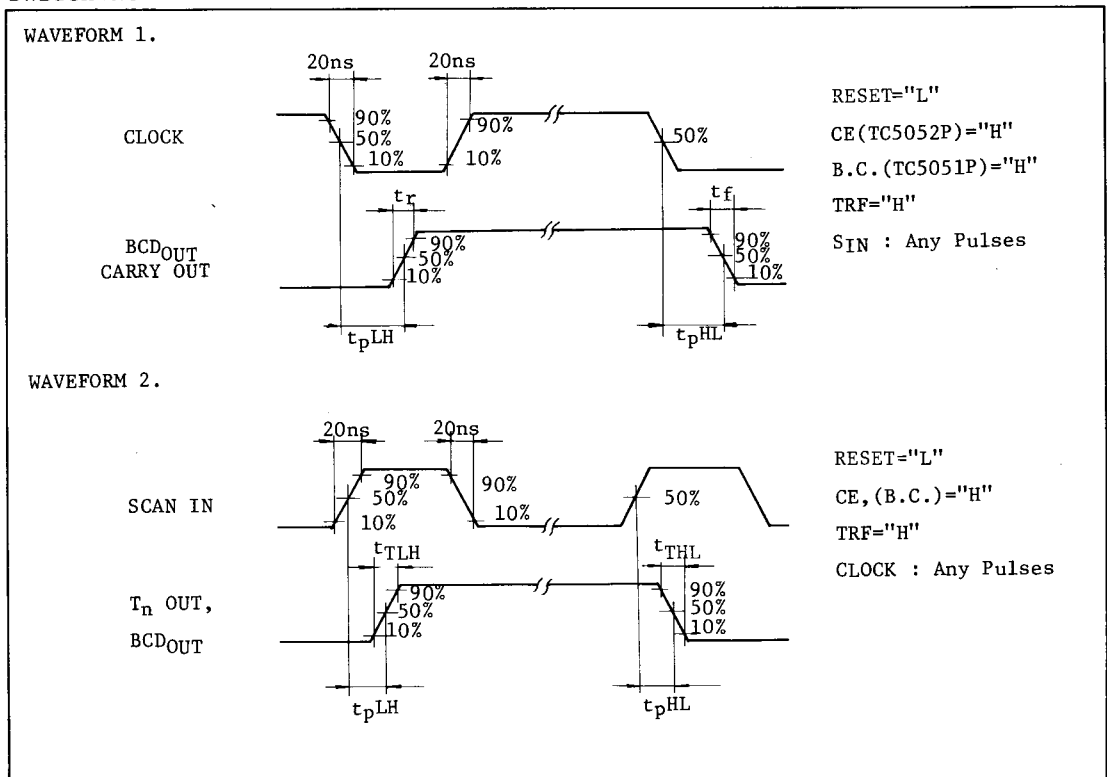 WAVEFORM 1.
20ns 20ns
CLOCK
90%
50%
10%
90%
10%
50%
RESET="L"
CE(TC5052P)="H"
B.C.(TC5051P)="H"
TRF="H"
SIN : Any Pulses
tr
tf
BCDOUT
CARRY OUT
90%
50%
10%
90%
50%
10%
tpLH
tpHL
WAVEFORM 2.
20ns 20ns
SCAN IN
90%
50%
10%
90%
10%
50%
RESET="L"
CE,(B.C.)="H"
TRF="H"
CLOCK : Any Pulses
tTLH
tTHL
Tn OUT,
BCDOUT
90%
50%
10%
90%
50%
10%
tpLH
tpHL